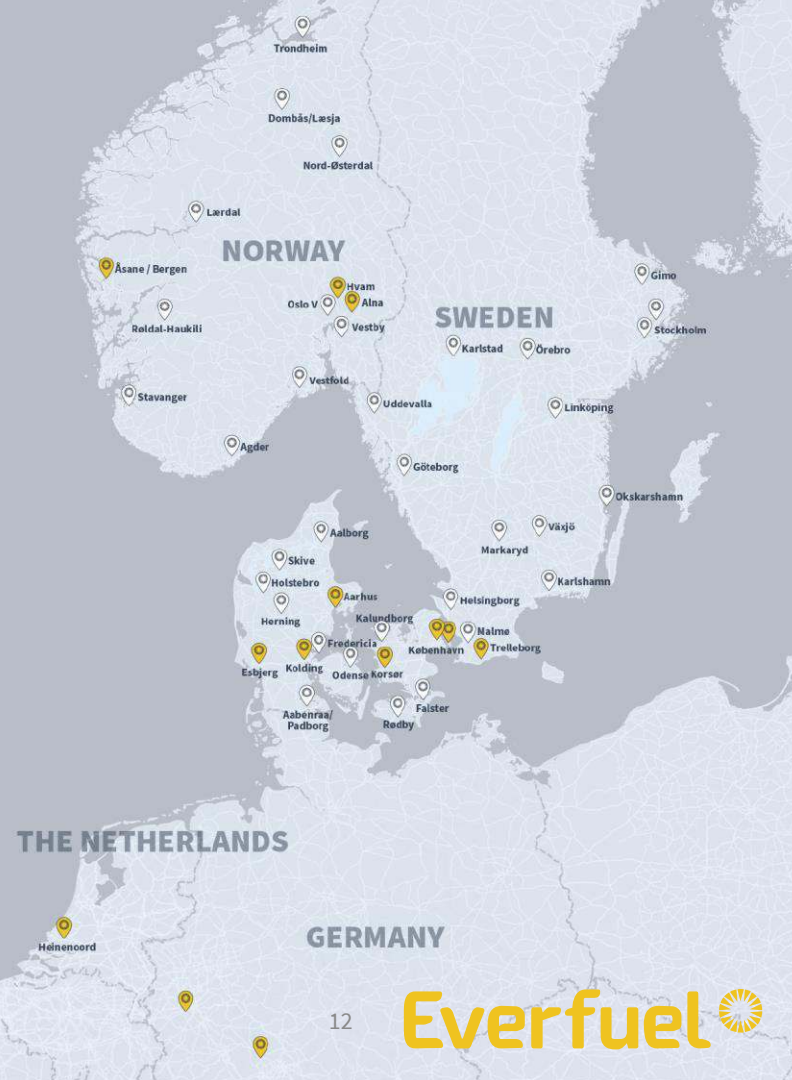 Trondheim
Dombås/Læsja
Nord-Østerdal
Lærdal
NORWAY
Åsane / Bergen
Gimo
Hvam
Oslo V
Alna
Røldal-Haukili
Vestby
SWEDEN
Stockholm
Karlstad
Örebro
Vestfold
Stavanger
Uddevalla
Linköping
Agder
Göteborg
Okskarshamn
Aalborg
Växjö
Markaryd
Skive
Holstebro
Karlshamn
Aarhus
Helsingborg
Herning
Kalundborg
Malmø
Fredericia
København
Trelleborg
Esbjerg
Kolding
Odense
Korsør
Falster
Aabenraa/
Padborg
Rødby
THE NETHERLANDS
GERMANY
Heinenoord
12
Everfuel